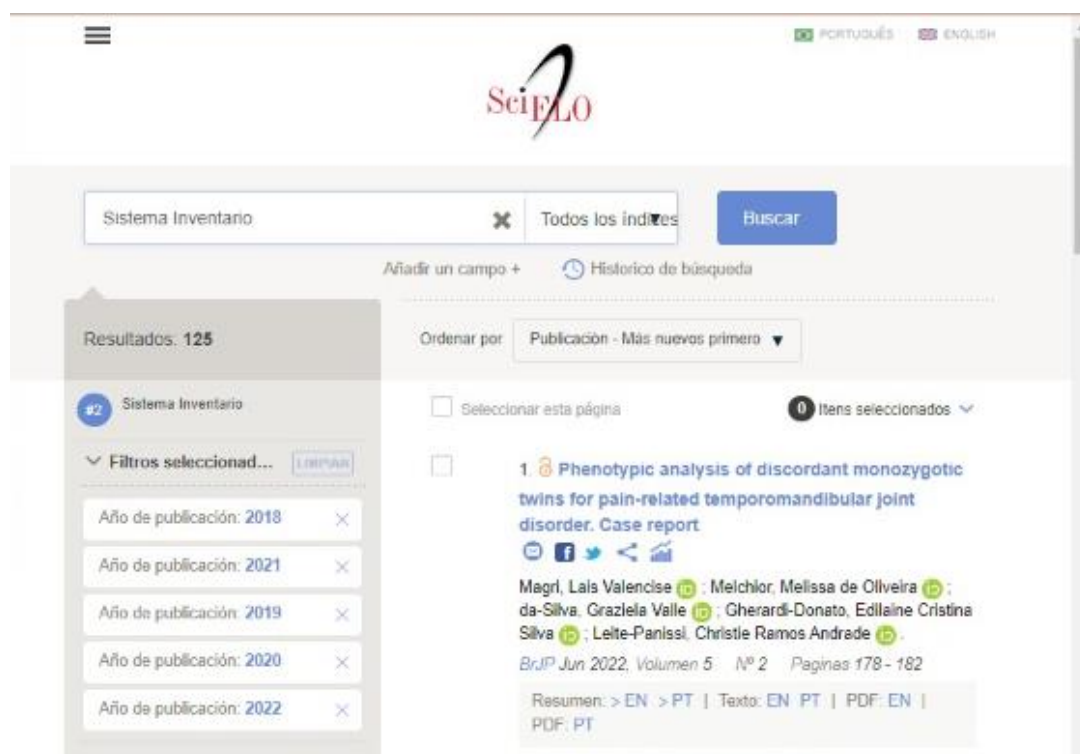 PORTUGUÊS ENGLISH
SciELO
Sistema Inventario
Todos los índices
Buscar
Añadir un campo +
Historico de búsqueda
Resultados: 125
Ordenar por
Publicación - Más nuevos primero
#2
Sistema Inventario
Filtros seleccionad...
LIMPIAR
Año de publicación: 2018
Año de publicación: 2021
Año de publicación: 2019
Año de publicación: 2020
Año de publicación: 2022
Seleccionar esta página
0 Itens seleccionados
1. Phenotypic analysis of discordant monozygotic
twins for pain-related temporomandibular joint
disorder. Case report
Magri, Lais Valencise iD ; Melchior, Melissa de Oliveira iD ;
da-Silva, Graziela Valle iD ; Gherardi-Donato, Edilaine Cristina
Silva iD ; Leite-Panissi, Christie Ramos Andrade iD .
BrJP Jun 2022, Volumen 5 Nº 2 Paginas 178 - 182
Resumen: > EN > PT | Texto: EN PT | PDF: EN |
PDF: PT